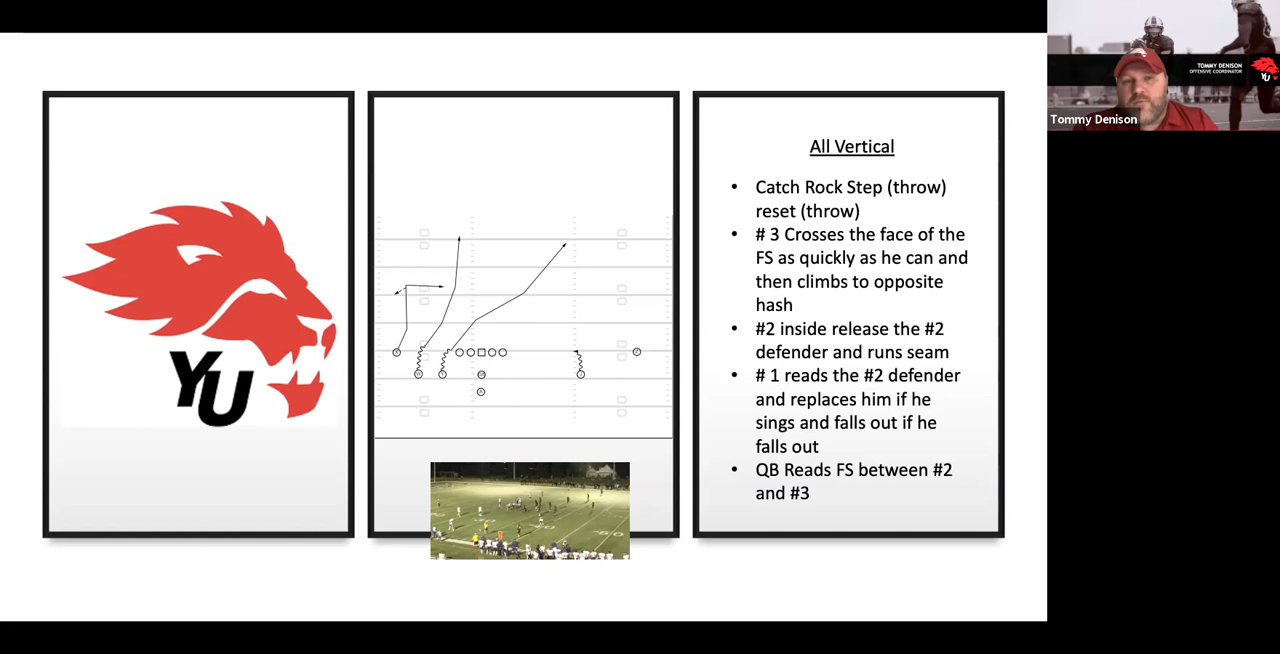 TOMMY DENISON
OFFENSIVE COORDINATOR
YU
Tommy Denison
YU
All Vertical
• Catch Rock Step (throw)
reset (throw)
• # 3 Crosses the face of the
FS as quickly as he can and
then climbs to opposite
hash
• #2 inside release the #2
defender and runs seam
• # 1 reads the #2 defender
and replaces him if he
sings and falls out if he
falls out
• QB Reads FS between #2
and #3